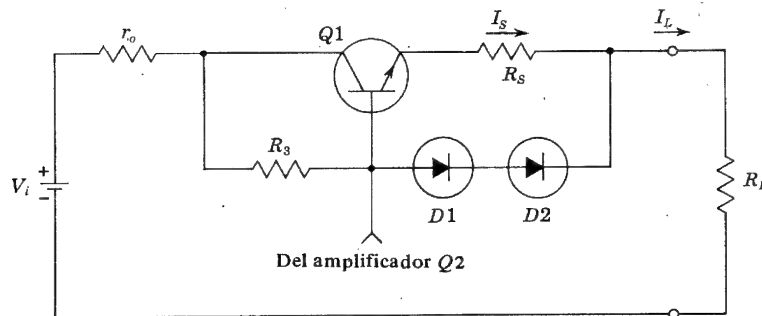 Q1
I_S
I_L
r_o
R_S
R_3
V_i
+
-
D1
D2
R_L
Del amplificador Q2